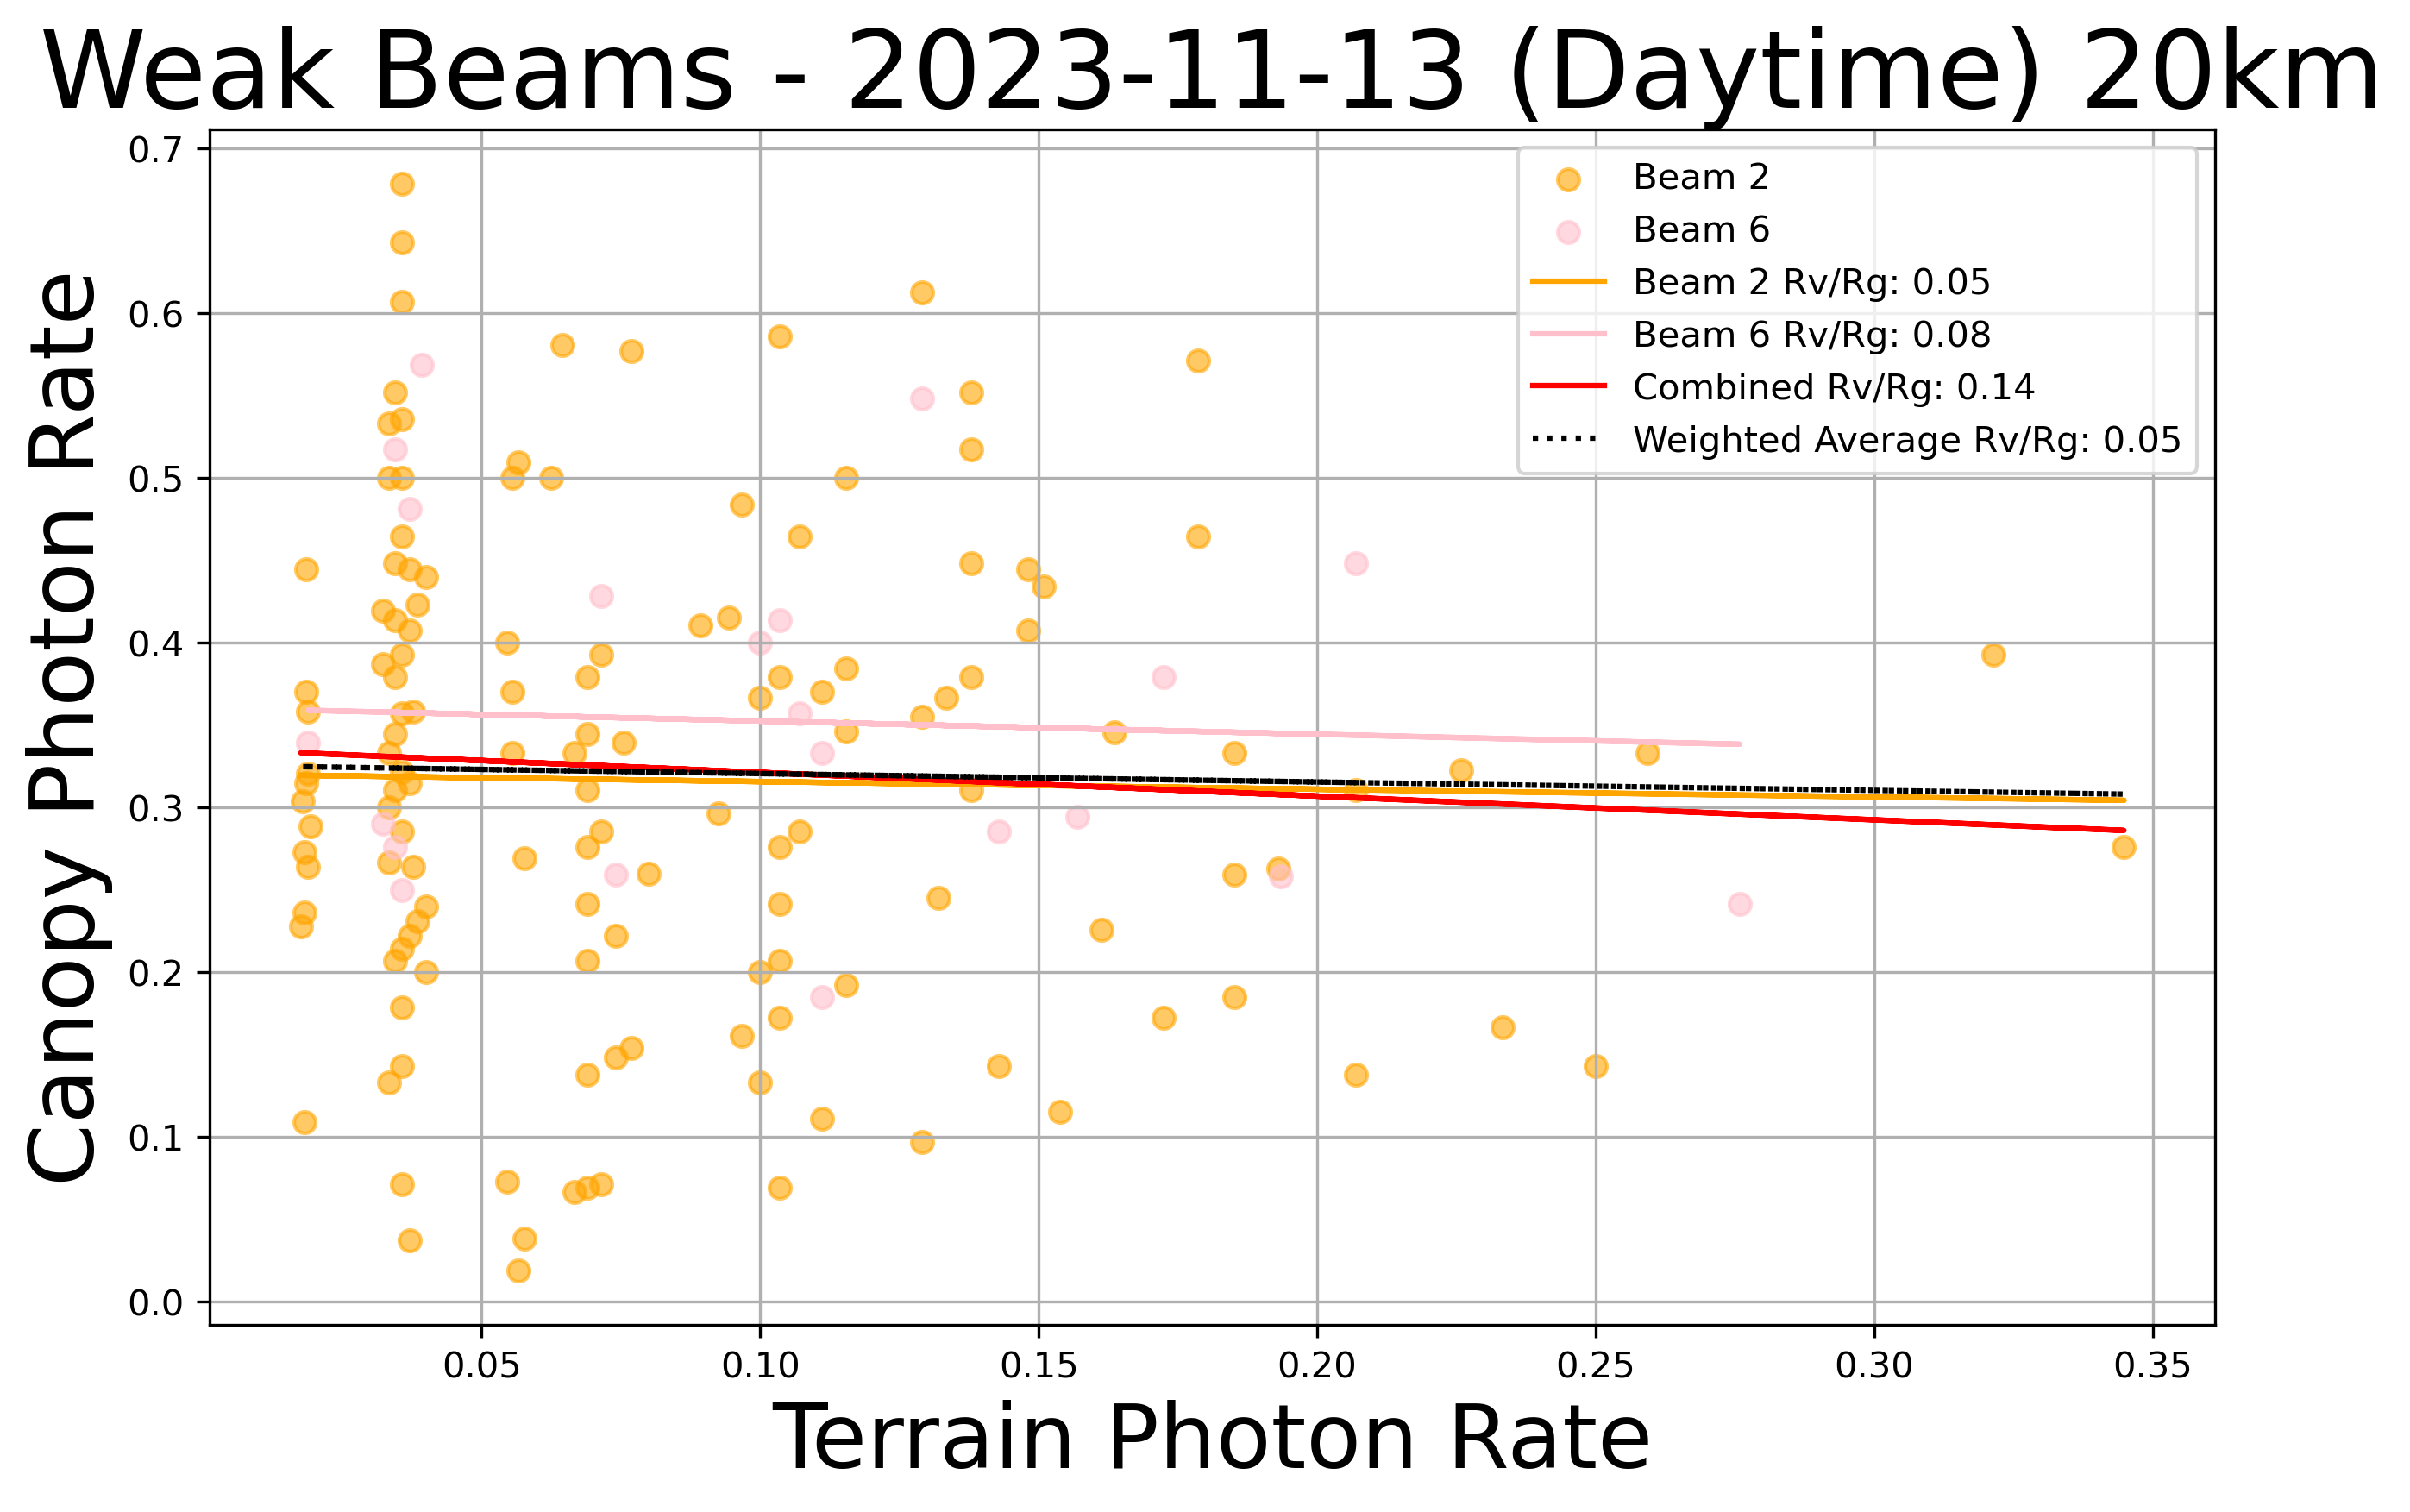 Weak Beams - 2023-11-13 (Daytime) 20km
Canopy Photon Rate
0.7
0.6
0.5
0.4
0.3
0.2
0.1
0.0
Beam 2
Beam 6
Beam 2 Rv/Rg: 0.05
Beam 6 Rv/Rg: 0.08
Combined Rv/Rg: 0.14
Weighted Average Rv/Rg: 0.05
0.05 0.10 0.15 0.20 0.25 0.30 0.35
Terrain Photon Rate